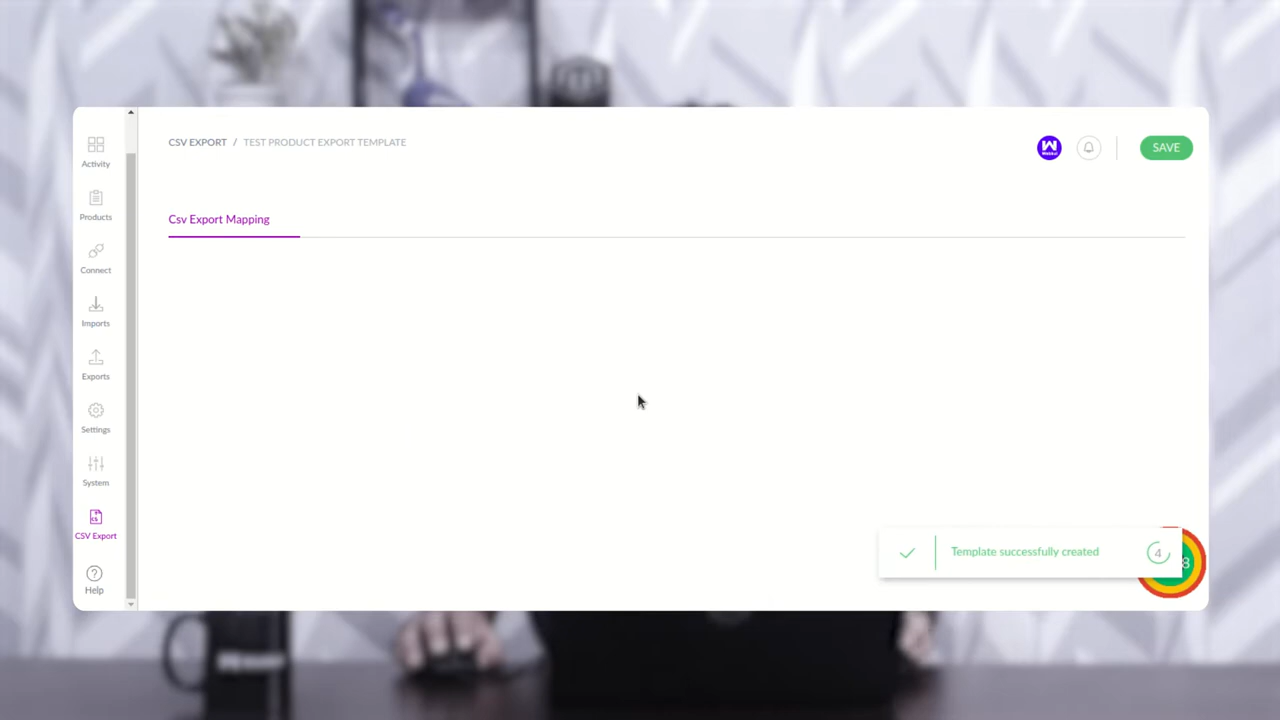 CSV EXPORT / TEST PRODUCT EXPORT TEMPLATE
SAVE
Activity
Products
Connect
Imports
Exports
Settings
System
CSV Export
Help
Csv Export Mapping
Template successfully created
4
8